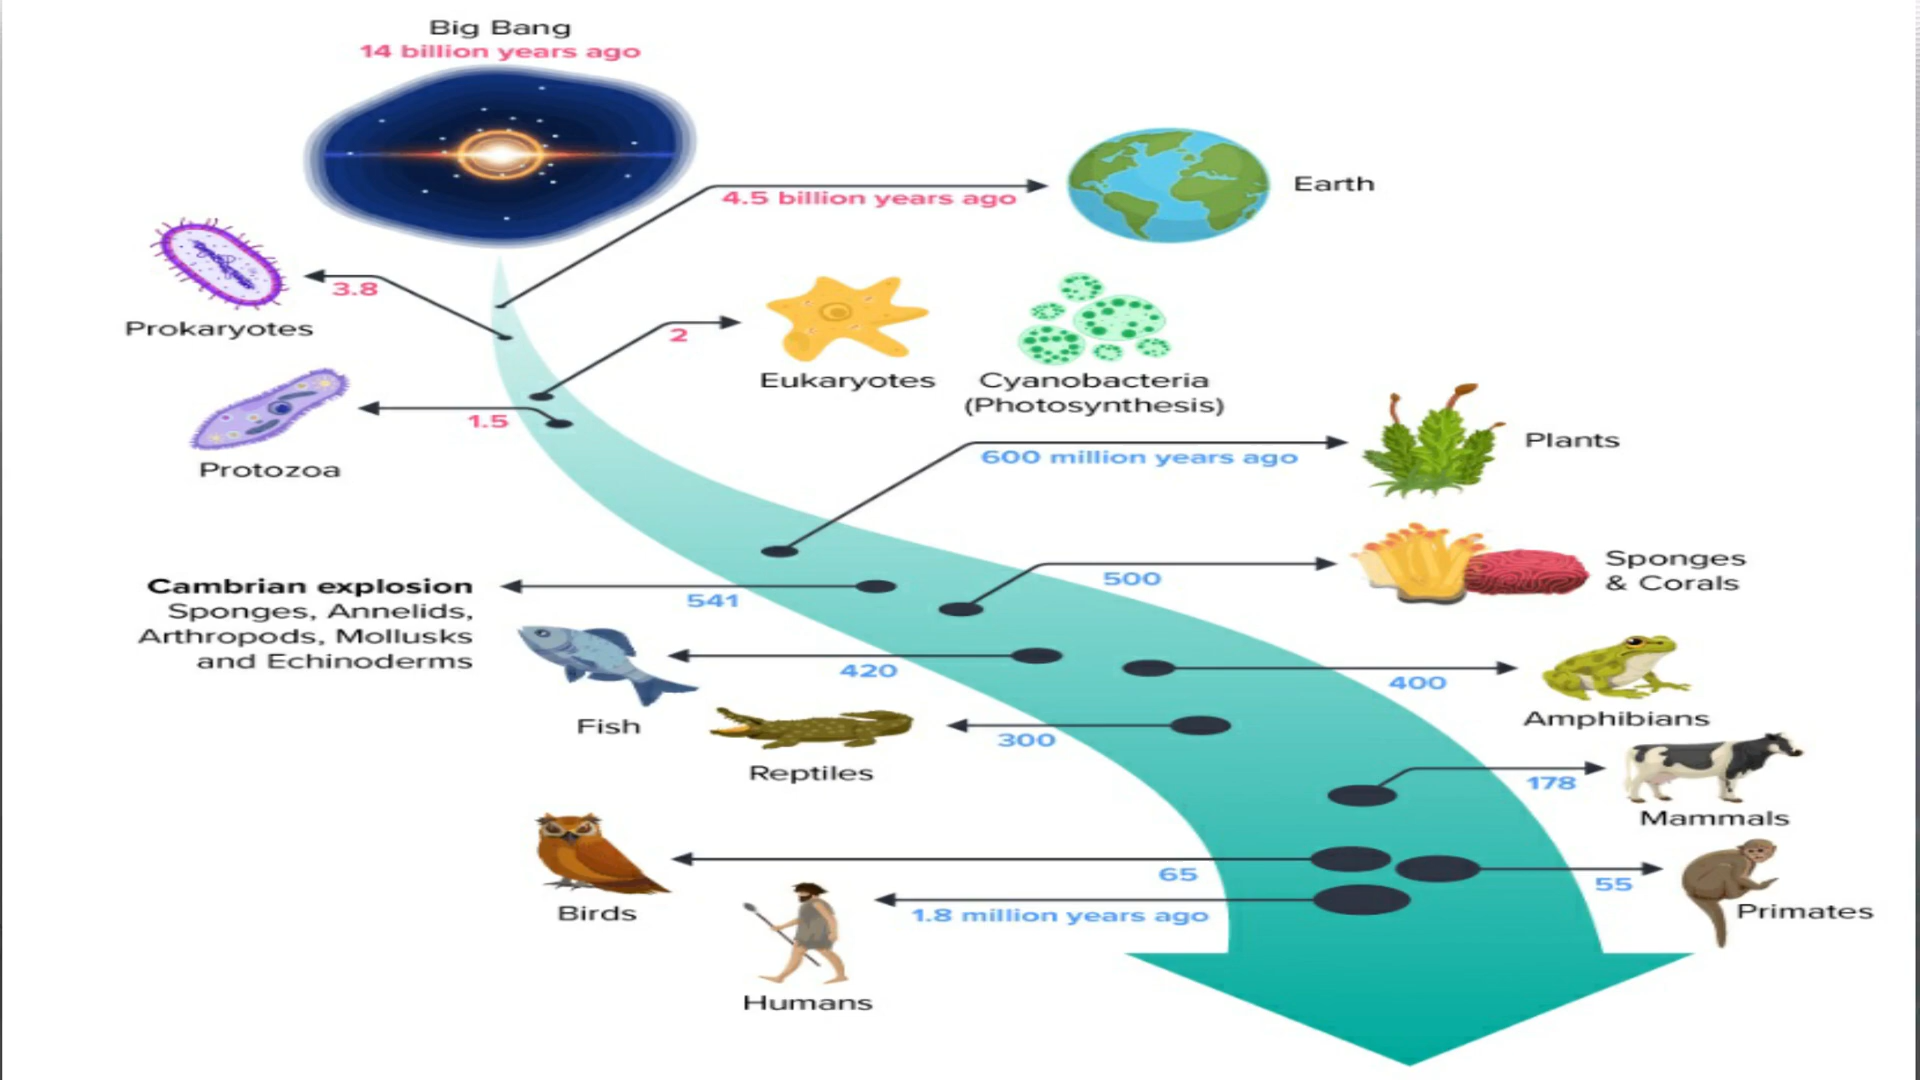 Big Bang
14 billion years ago
4.5 billion years ago
Earth
3.8
Prokaryotes
2
Eukaryotes
Cyanobacteria
(Photosynthesis)
1.5
Protozoa
600 million years ago
Plants
Cambrian explosion
Sponges, Annelids,
Arthropods, Mollusks
and Echinoderms
541
500
Sponges
& Corals
420
Fish
400
Amphibians
300
Reptiles
178
Mammals
65
Birds
55
Primates
1.8 million years ago
Humans